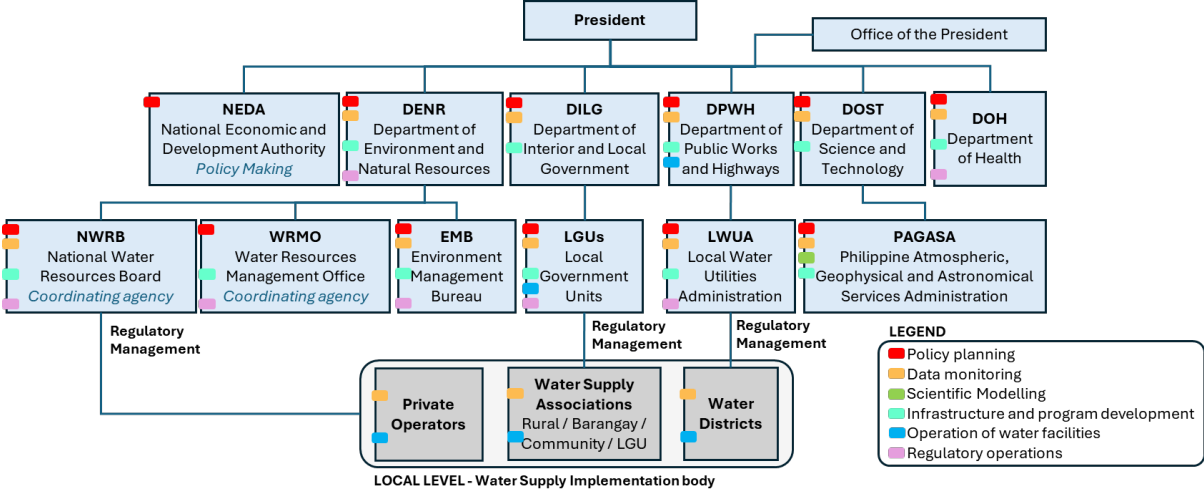 President
Office of the President
NEDA
National Economic and
Development Authority
Policy Making
DENR
Department of
Environment and
Natural Resources
DILG
Department of
Interior and Local
Government
DPWH
Department of
Public Works
and Highways
DOST
Department of
Science and
Technology
DOH
Department
of Health
NWRB
National Water
Resources Board
Coordinating agency
WRMO
Water Resources
Management Office
Coordinating agency
EMB
Environment
Management
Bureau
LGUs
Local
Government
Units
LWUA
Local Water
Utilities
Administration
PAGASA
Philippine Atmospheric,
Geophysical and Astronomical
Services Administration
Regulatory
Management
Regulatory
Management
Regulatory
Management
Private
Operators
Water Supply
Associations
Rural / Barangay /
Community / LGU
Water
Districts
LOCAL LEVEL - Water Supply Implementation body
LEGEND
Policy planning
Data monitoring
Scientific Modelling
Infrastructure and program development
Operation of water facilities
Regulatory operations